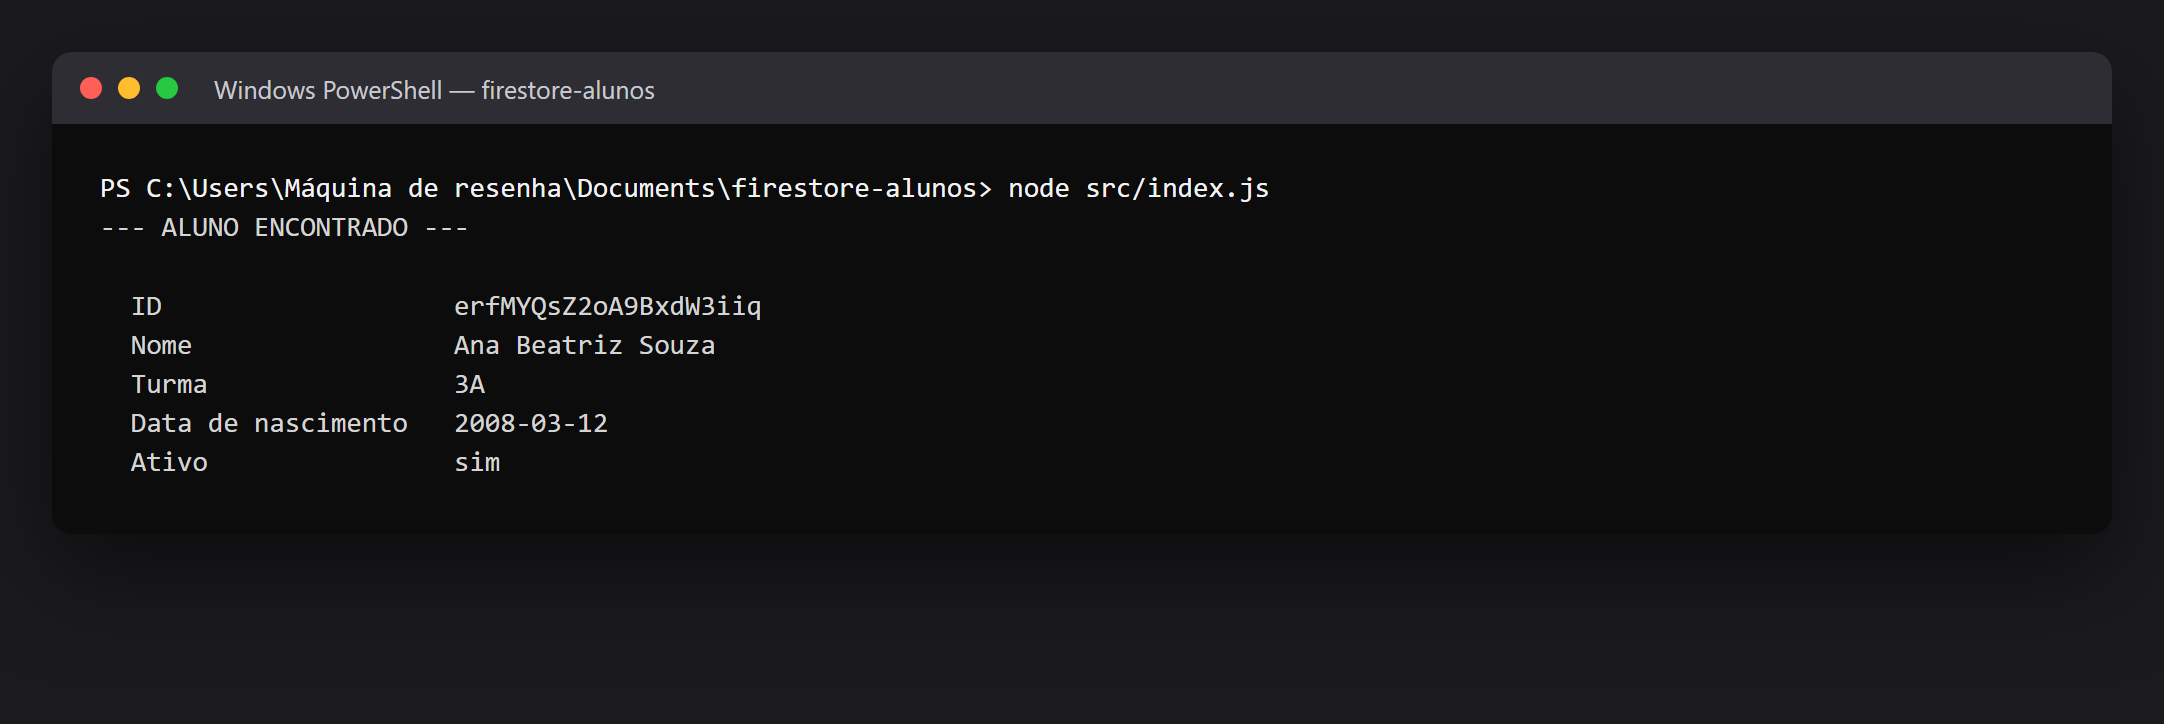 Windows PowerShell — firestore-alunos
PS C:\Users\Máquina de resenha\Documents\firestore-alunos> node src/index.js
--- ALUNO ENCONTRADO ---
ID erfMYQsZ2oA9BxdW3iiq
Nome Ana Beatriz Souza
Turma 3A
Data de nascimento 2008-03-12
Ativo sim